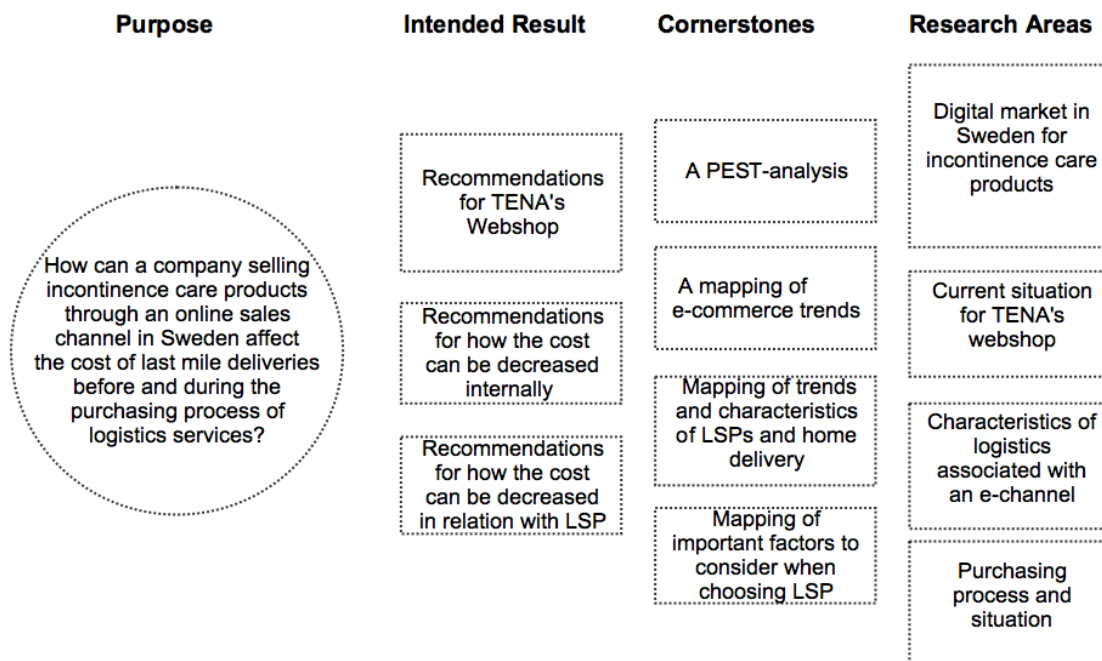 Purpose
Intended Result
Cornerstones
Research Areas
How can a company selling
incontinence care products
through an online sales
channel in Sweden affect
the cost of last mile deliveries
before and during the
purchasing process of
logistics services?
Recommendations
for TENA's
Webshop
Recommendations
for how the cost
can be decreased
internally
Recommendations
for how the cost
can be decreased
in relation with LSP
A PEST-analysis
A mapping of
e-commerce trends
Mapping of trends
and characteristics
of LSPs and home
delivery
Mapping of
important factors to
consider when
choosing LSP
Digital market in
Sweden for
incontinence care
products
Current situation
for TENA's
webshop
Characteristics of
logistics
associated with
an e-channel
Purchasing
process and
situation